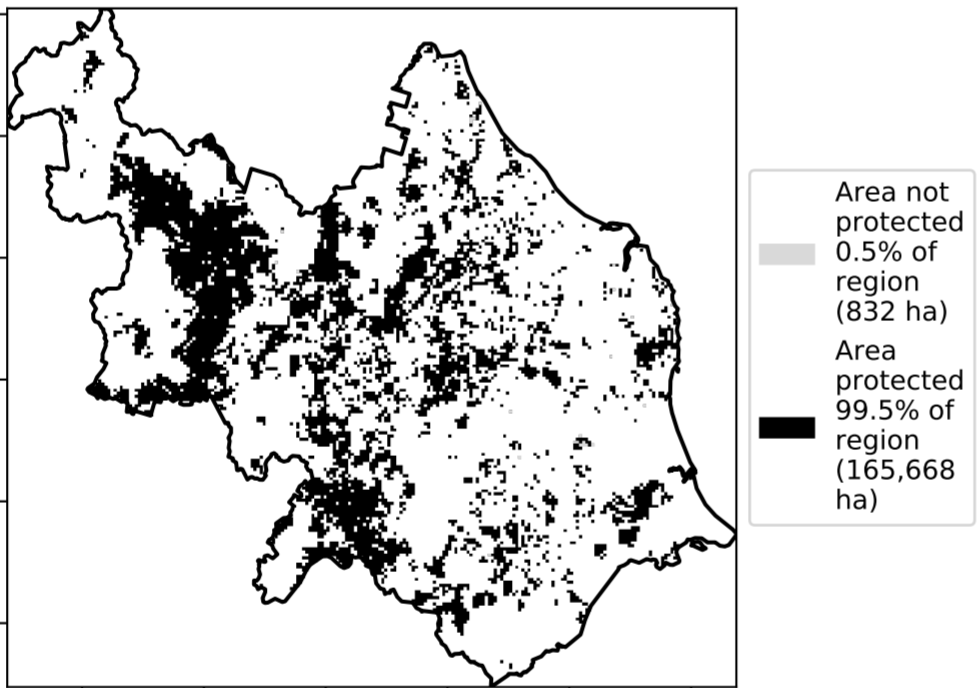 Area not
protected
0.5% of
region
(832 ha)
Area
protected
99.5% of
region
(165,668
ha)